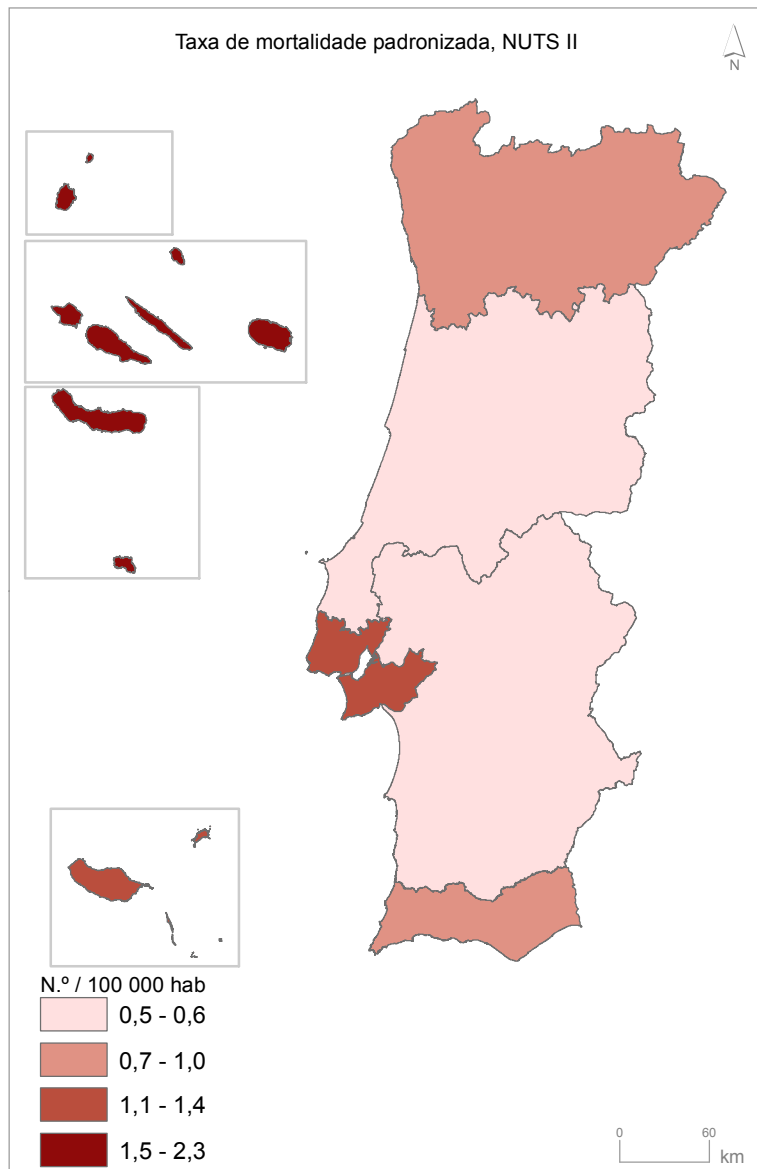 Taxa de mortalidade padronizada, NUTS II
N
N.º / 100 000 hab
0,5 - 0,6
0,7 - 1,0
1,1 - 1,4
1,5 - 2,3
0 60
km